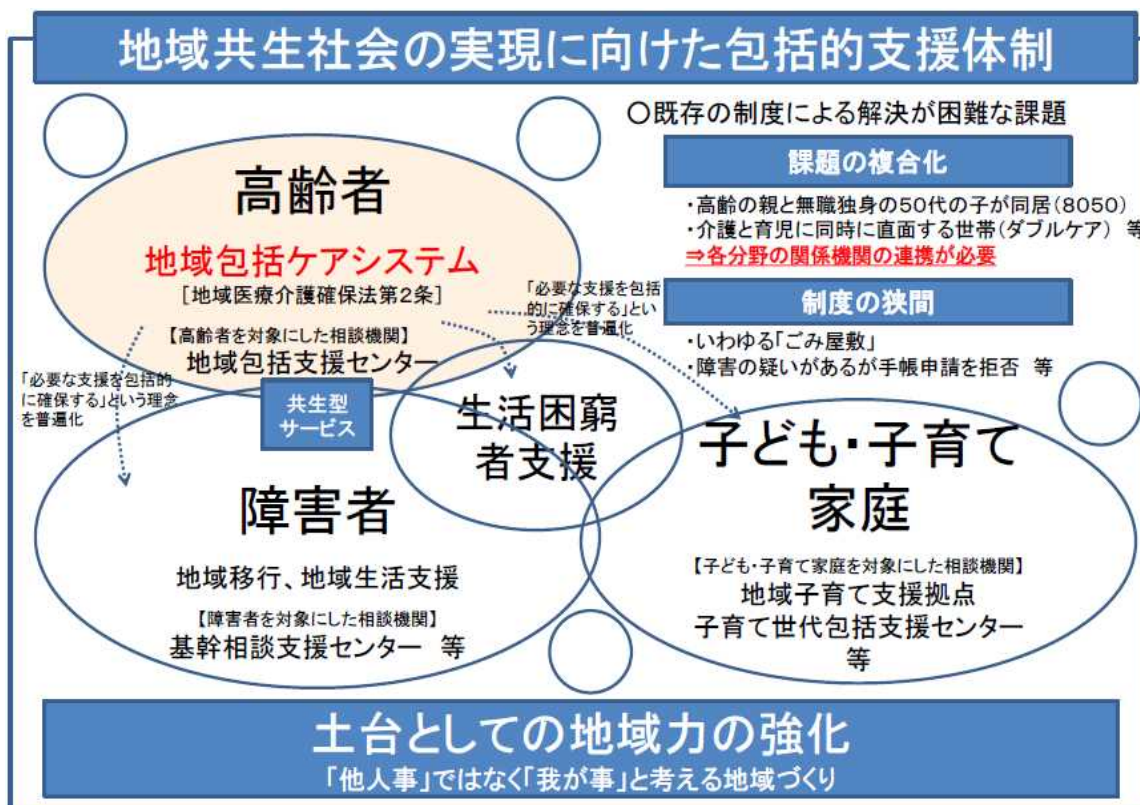 地域共生社会の実現に向けた包括的支援体制
○既存の制度による解決が困難な課題
課題の複合化
・高齢の親と無職独身の50代の子が同居(8050)
・介護と育児に同時に直面する世帯(ダブルケア) 等
⇒各分野の関係機関の連携が必要
制度の狭間
・いわゆる「ごみ屋敷」
・障害の疑いがあるが手帳申請を拒否 等
高齢者
地域包括ケアシステム
[地域医療介護確保法第2条]
【高齢者を対象にした相談機関】
地域包括支援センター
「必要な支援を包括
的に確保する」とい
う理念を普遍化
「必要な支援を包括的
に確保する」という理念
を普遍化
共生型
サービス
生活困窮
者支援
障害者
地域移行、地域生活支援
【障害者を対象にした相談機関】
基幹相談支援センター 等
子ども・子育て
家庭
【子ども・子育て家庭を対象にした相談機関】
地域子育て支援拠点
子育て世代包括支援センター
等
土台としての地域力の強化
「他人事」ではなく「我が事」と考える地域づくり